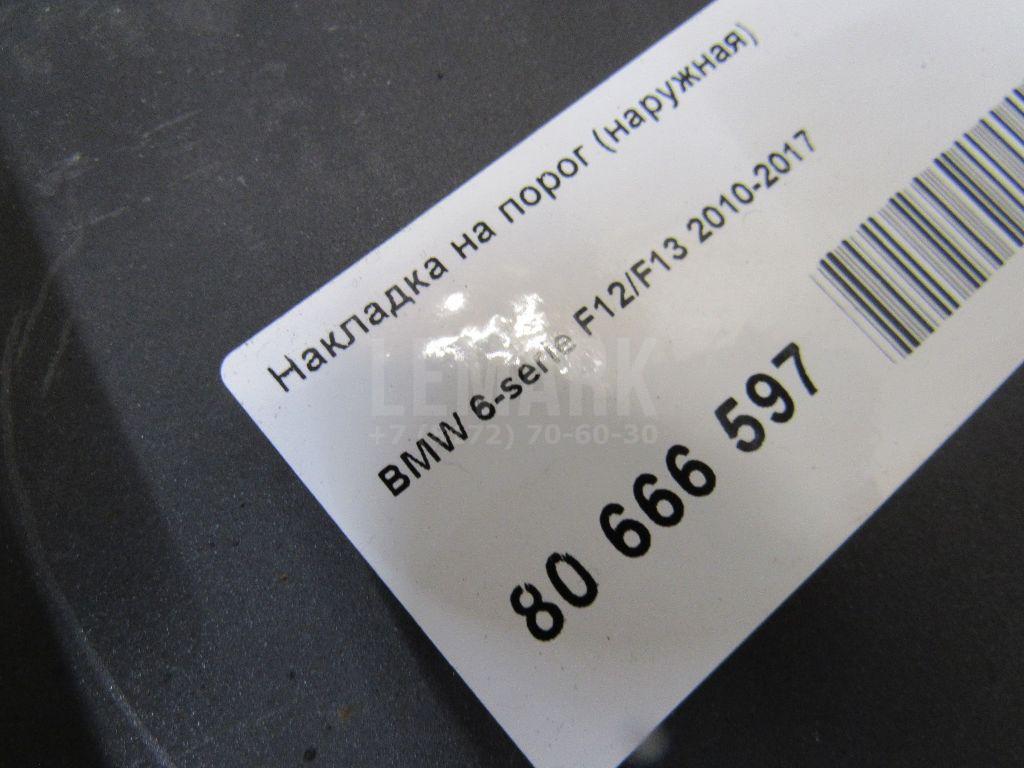 Накладка на порог (наружная)
BMW 6-serie F12/F13 2010-2017
80 666 597
LEMARK
70-60-30